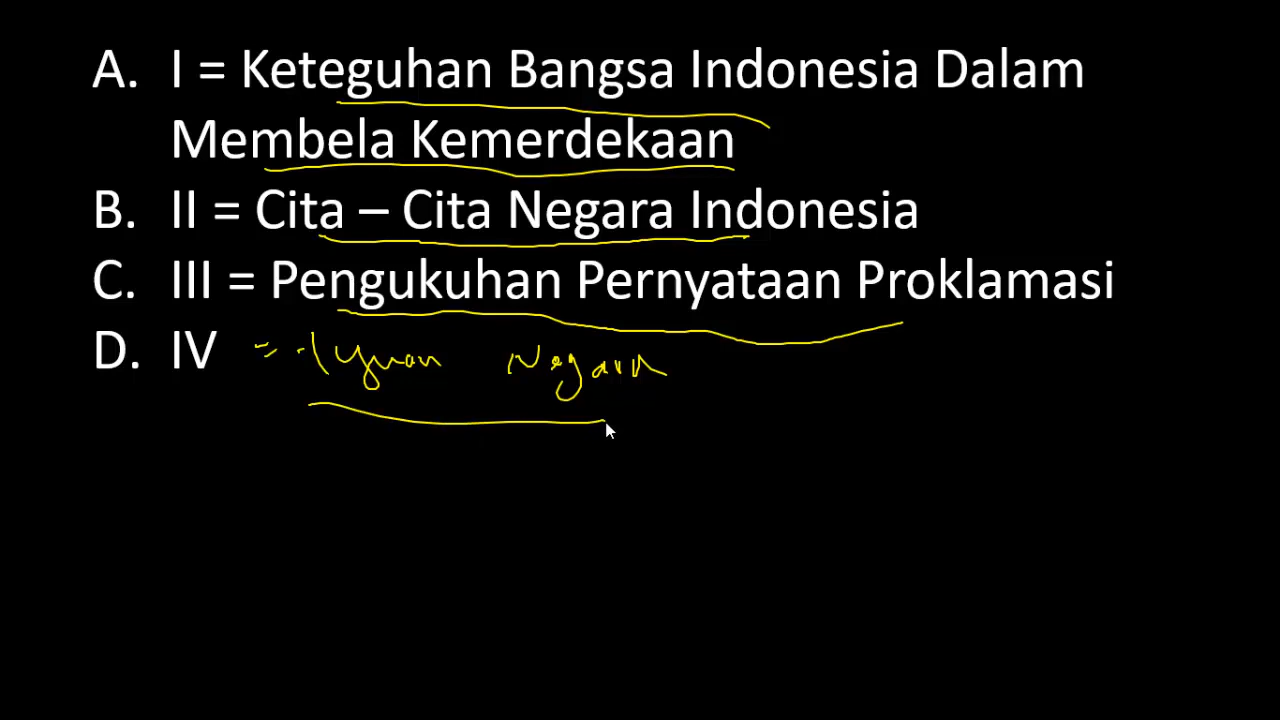 A. I = Keteguhan Bangsa Indonesia Dalam
Membela Kemerdekaan
B. II = Cita – Cita Negara Indonesia
C. III = Pengukuhan Pernyataan Proklamasi
D. IV = Tujuan Negara